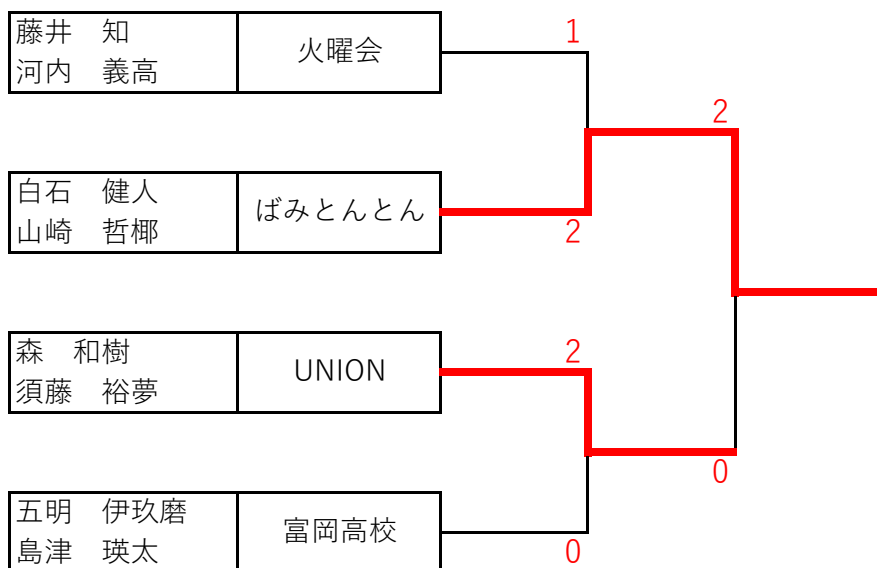 藤井　知
河内　義高
火曜会
1
2
白石　健人
山崎　哲梛
ばみとんとん
2
森　和樹
須藤　裕夢
UNION
2
0
五明　伊玖磨
島津　瑛太
富岡高校
0